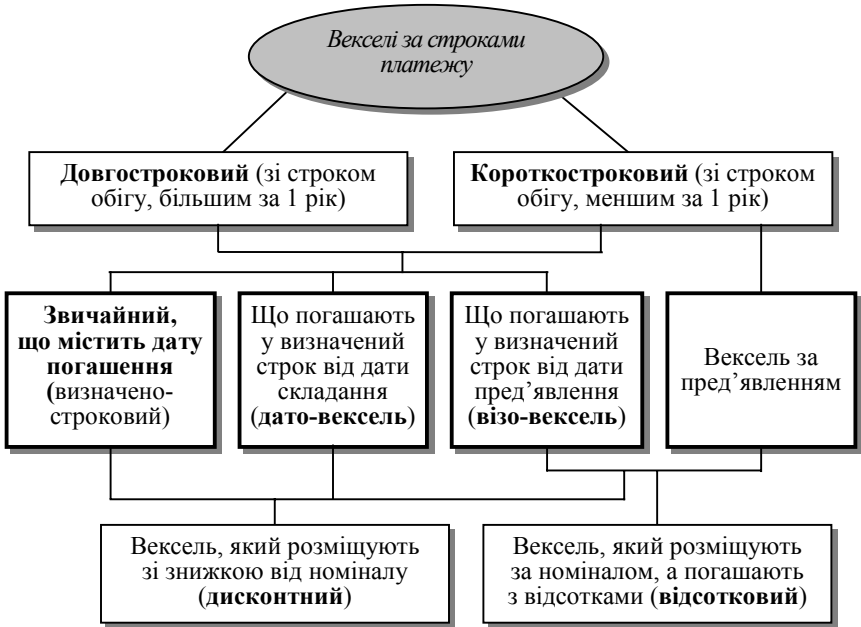 Векселі за строками
платежу
Довгостроковий (зі строком
обігу, більшим за 1 рік)
Короткостроковий (зі строком
обігу, меншим за 1 рік)
Звичайний,
що містить дату
погашення
(визначено-
строковий)
Що погашають
у визначений
строк від дати
складання
(дато-вексель)
Що погашають
у визначений
строк від дати
пред’явлення
(візо-вексель)
Вексель за
пред’явленням
Вексель, який розміщують
зі знижкою від номіналу
(дисконтний)
Вексель, який розміщують
за номіналом, а погашають
з відсотками (відсотковий)